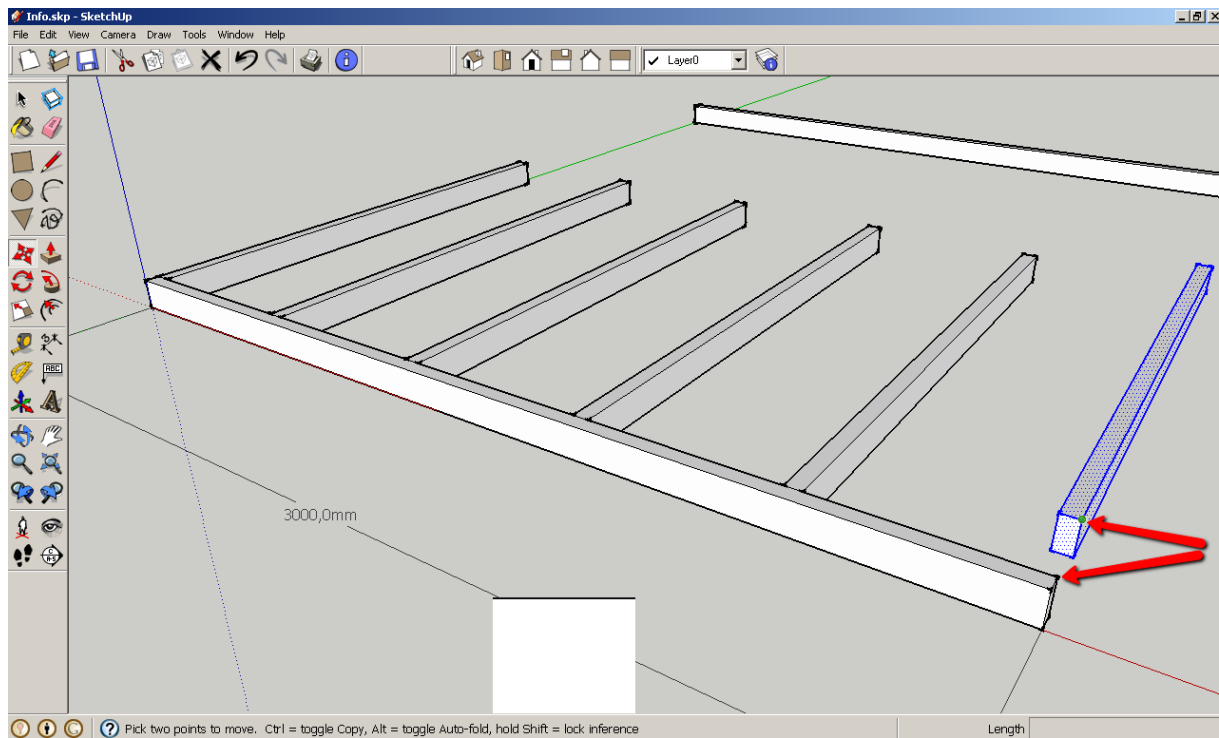 Info.skp - SketchUp
File Edit View Camera Draw Tools Window Help
Layer0
ABC
3000,0mm
Pick two points to move. Ctrl = toggle Copy, Alt = toggle Auto-fold, hold Shift = lock inference
Length